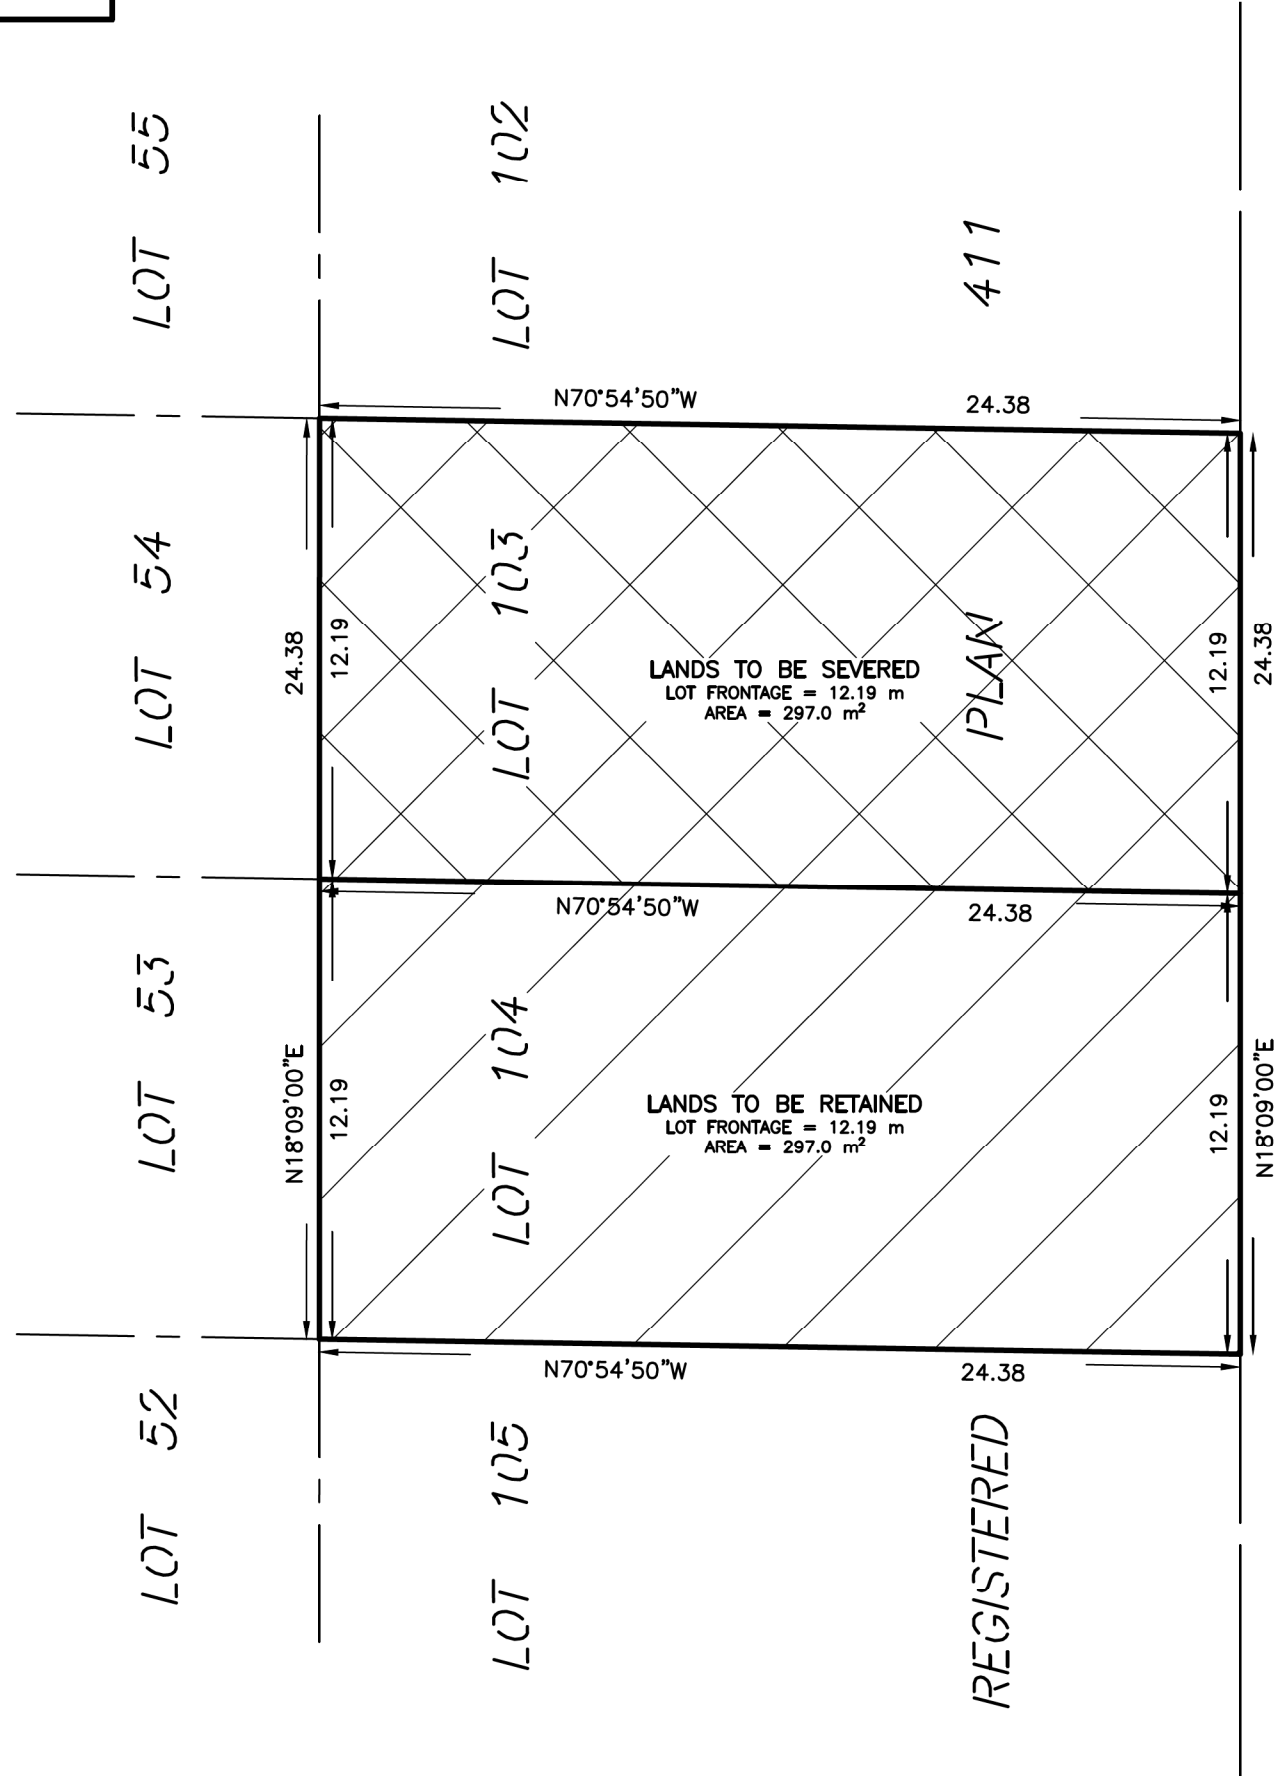 LOT 55
LOT 102
411
N70°54'50"W 24.38
LOT 54
24.38
12.19
LOT 103
LANDS TO BE SEVERED
LOT FRONTAGE = 12.19 m
AREA = 297.0 m²
PLAN
12.19
24.38
N70°54'50"W 24.38
LOT 53
N18°09'00"E
12.19
LOT 104
LANDS TO BE RETAINED
LOT FRONTAGE = 12.19 m
AREA = 297.0 m²
12.19
N18°09'00"E
N70°54'50"W 24.38
LOT 52
LOT 105
REGISTERED